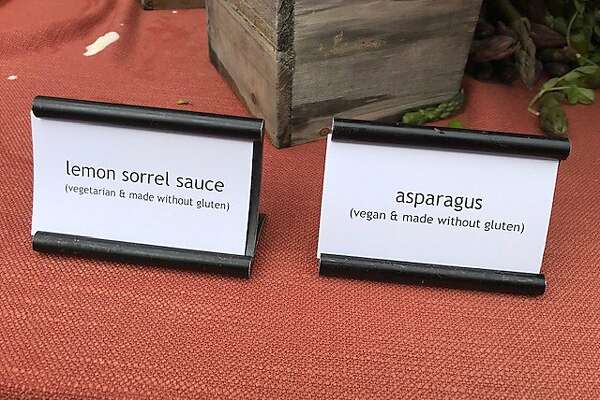 lemon sorrel sauce
(vegetarian & made without gluten)
asparagus
(vegan & made without gluten)